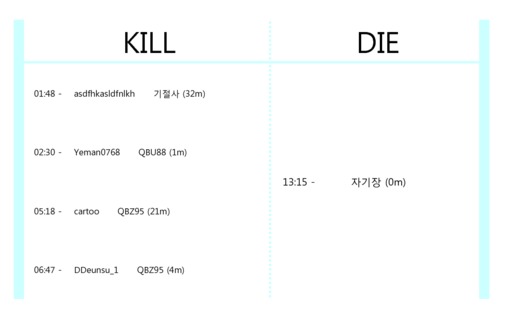 KILL
DIE
01:48 - asdfhkasldfnlkh 기절사 (32m)
02:30 - Yeman0768 QBU88 (1m)
05:18 - cartoo QBZ95 (21m)
06:47 - DDeunsu_1 QBZ95 (4m)
13:15 - 자기장 (0m)